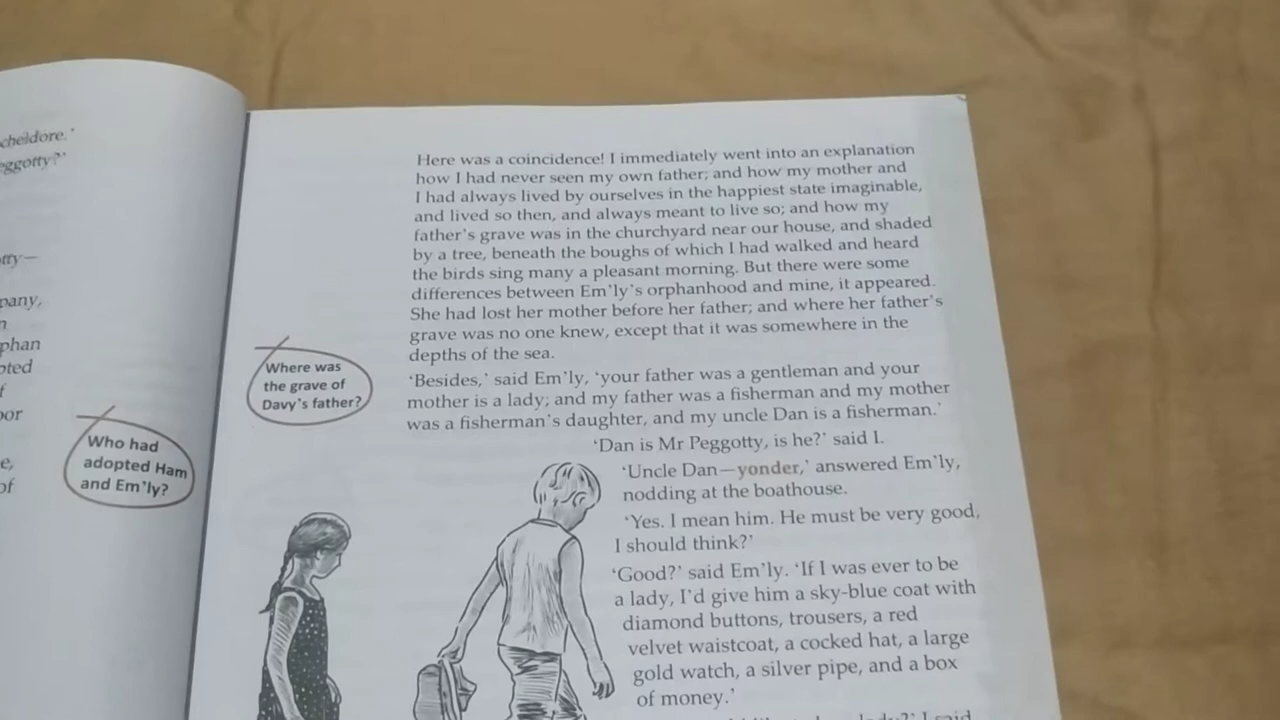 cheldore.'
eggotty?'
otty—
pany,
n
phan
oted
f
oor
e,
of
Who had
adopted Ham
and Em'ly?
Here was a coincidence! I immediately went into an explanation
how I had never seen my own father; and how my mother and
I had always lived by ourselves in the happiest state imaginable,
and lived so then, and always meant to live so; and how my
father's grave was in the churchyard near our house, and shaded
by a tree, beneath the boughs of which I had walked and heard
the birds sing many a pleasant morning. But there were some
differences between Em'ly's orphanhood and mine, it appeared.
She had lost her mother before her father; and where her father's
grave was no one knew, except that it was somewhere in the
depths of the sea.
Where was
the grave of
Davy's father?
'Besides,' said Em'ly, 'your father was a gentleman and your
mother is a lady; and my father was a fisherman and my mother
was a fisherman's daughter, and my uncle Dan is a fisherman.'
'Dan is Mr Peggotty, is he?' said I.
'Uncle Dan—yonder,' answered Em'ly,
nodding at the boathouse.
'Yes. I mean him. He must be very good,
I should think?'
'Good?' said Em'ly. 'If I was ever to be
a lady, I'd give him a sky-blue coat with
diamond buttons, trousers, a red
velvet waistcoat, a cocked hat, a large
gold watch, a silver pipe, and a box
of money.'
I said